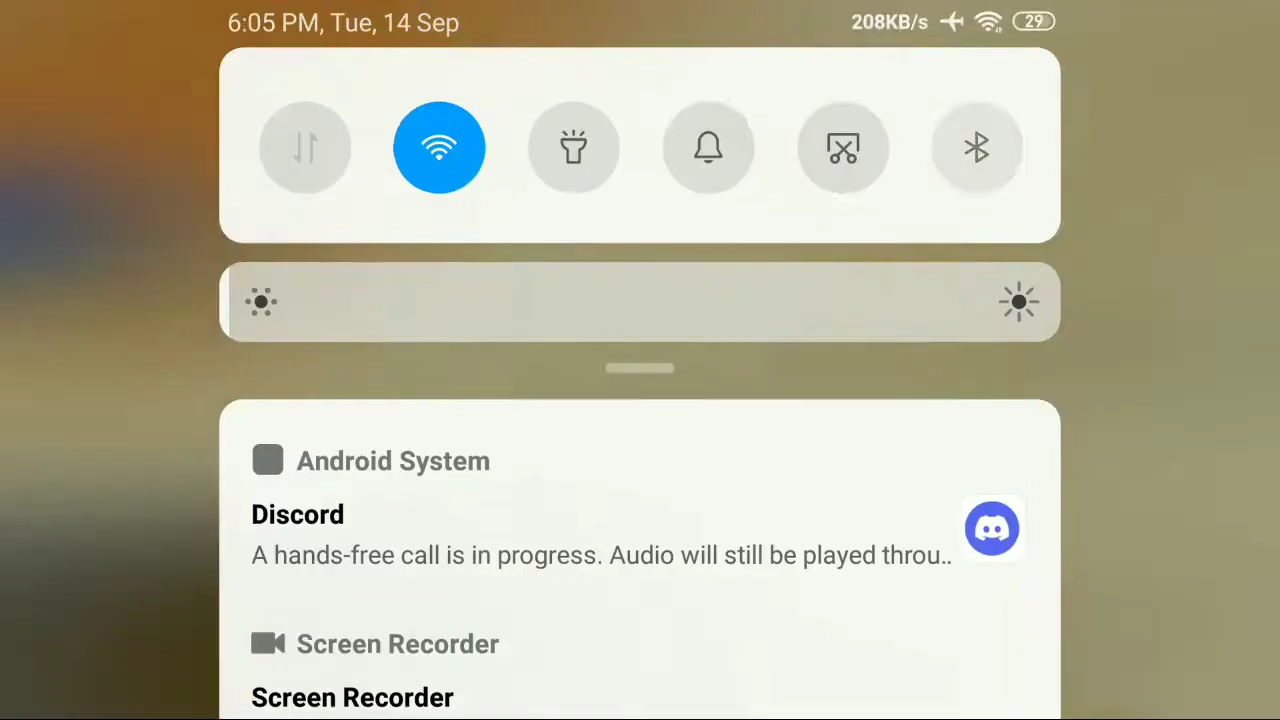 6:05 PM, Tue, 14 Sep 208KB/s 29
Android System
Discord
A hands-free call is in progress. Audio will still be played throu..
Screen Recorder
Screen Recorder